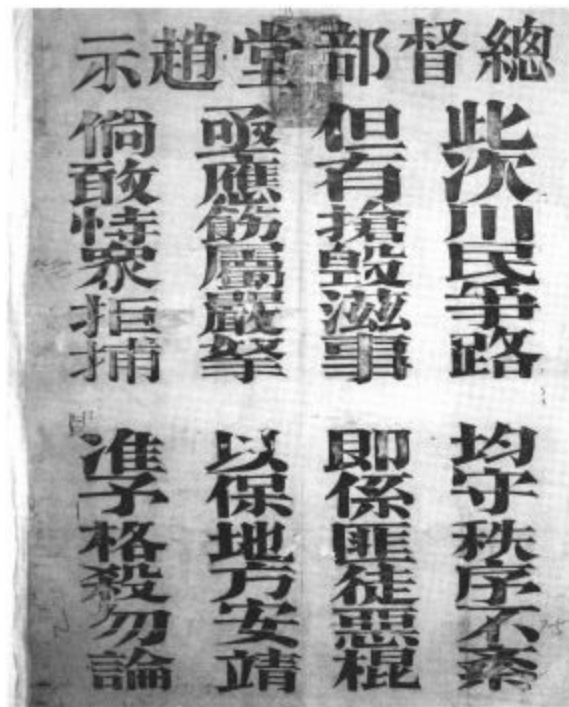 總督部堂趙示
此次川民爭路
均守秩序不紊
但有搶毀滋事
即係匪徒惡棍
亟應飭屬嚴拏
以保地方安靖
倘敢恃衆拒捕
准予格殺勿論